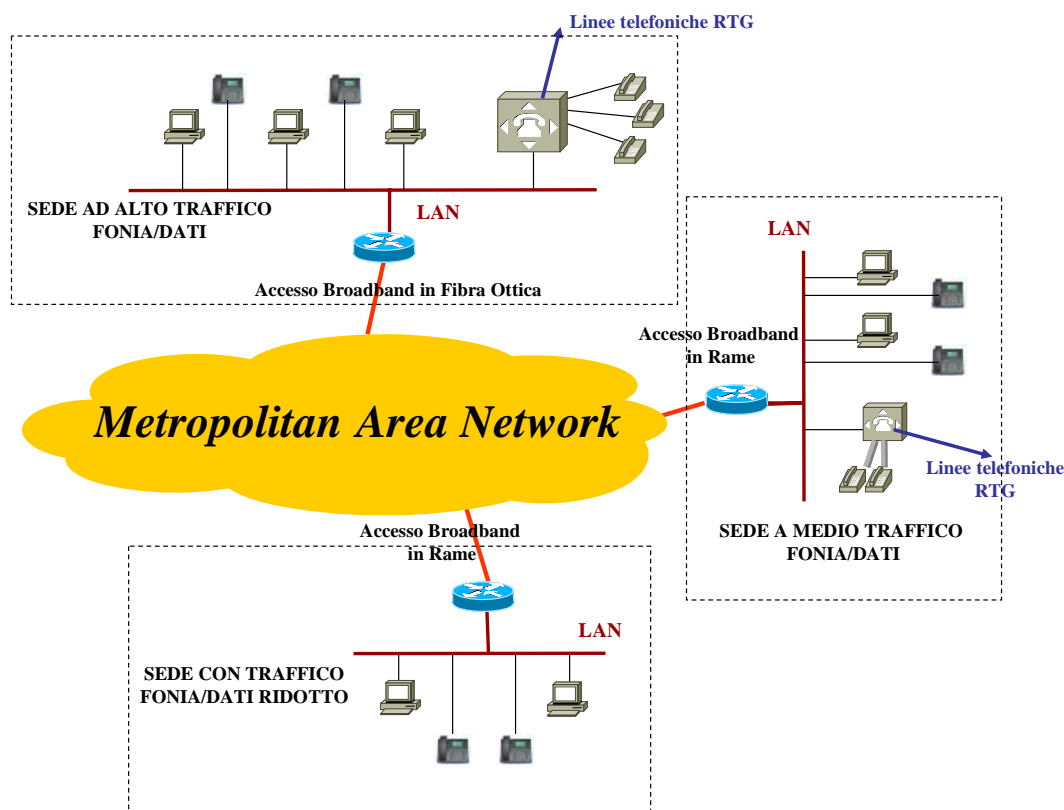 Linee telefoniche RTG
SEDE AD ALTO TRAFFICO
FONIA/DATI
LAN
Accesso Broadband in Fibra Ottica
LAN
Accesso Broadband
in Rame
Metropolitan Area Network
Linee telefoniche
RTG
SEDE A MEDIO TRAFFICO
FONIA/DATI
Accesso Broadband
in Rame
LAN
SEDE CON TRAFFICO
FONIA/DATI RIDOTTO